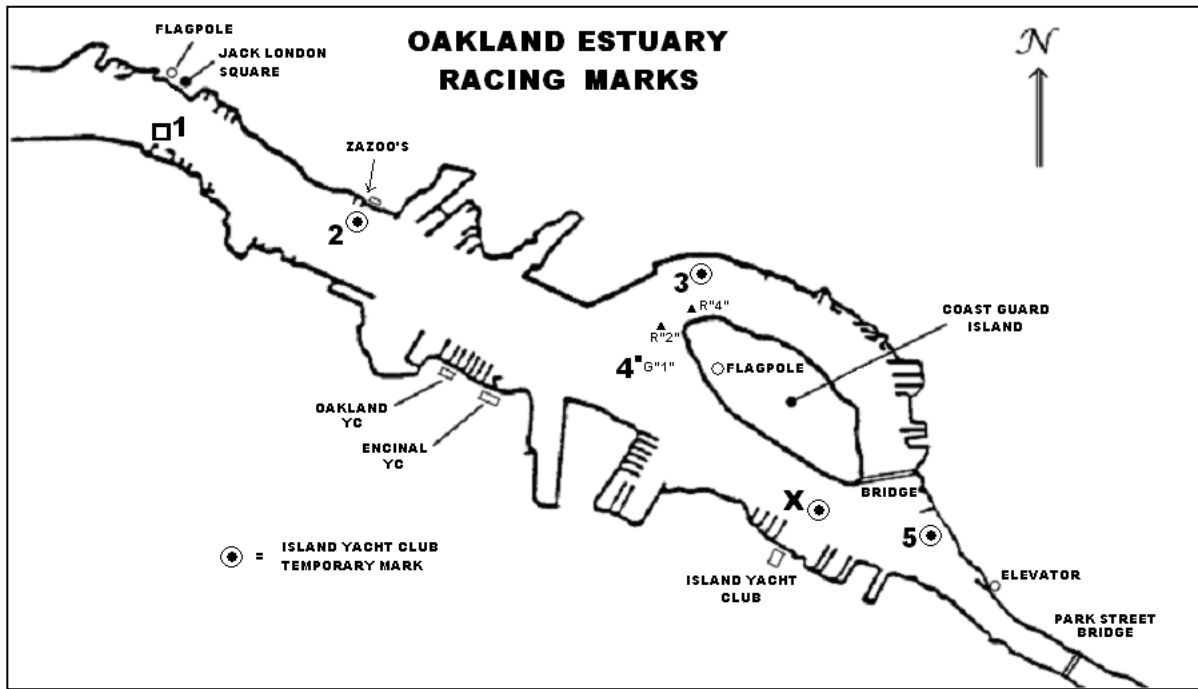 OAKLAND ESTUARY
RACING MARKS
N
FLAGPOLE
JACK LONDON
SQUARE
1
ZAZOO'S
2
3
R"4"
R"2"
4
G"1"
FLAGPOLE
COAST GUARD
ISLAND
OAKLAND
YC
ENCINAL
YC
BRIDGE
X
5
= ISLAND YACHT CLUB
TEMPORARY MARK
ISLAND YACHT
CLUB
ELEVATOR
PARK STREET
BRIDGE